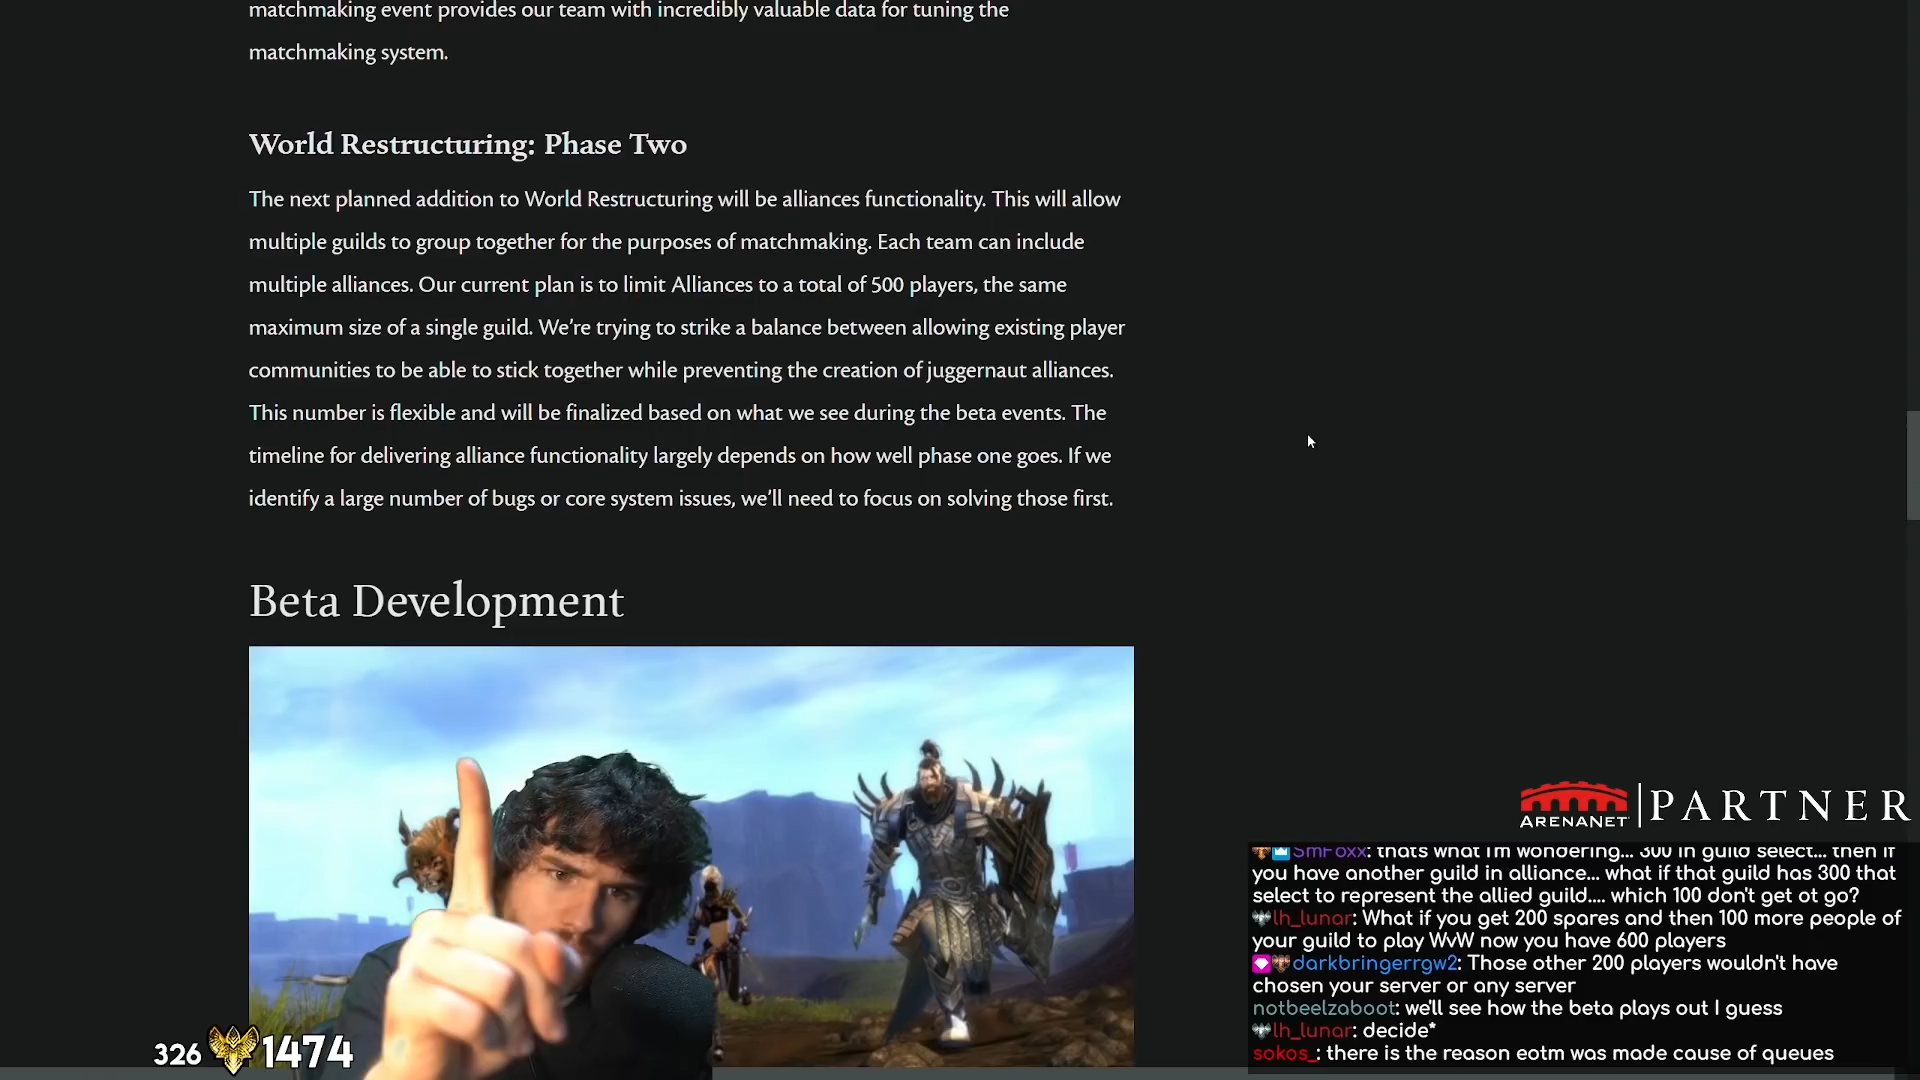 matchmaking event provides our team with incredibly valuable data for tuning the
matchmaking system.
World Restructuring: Phase Two
The next planned addition to World Restructuring will be alliances functionality. This will allow
multiple guilds to group together for the purposes of matchmaking. Each team can include
multiple alliances. Our current plan is to limit Alliances to a total of 500 players, the same
maximum size of a single guild. We're trying to strike a balance between allowing existing player
communities to be able to stick together while preventing the creation of juggernaut alliances.
This number is flexible and will be finalized based on what we see during the beta events. The
timeline for delivering alliance functionality largely depends on how well phase one goes. If we
identify a large number of bugs or core system issues, we'll need to focus on solving those first.
Beta Development
ARENANET | PARTNER
SmFoxx: thats what I'm wondering... 300 in guild select... then if
you have another guild in alliance... what if that guild has 300 that
select to represent the allied guild.... which 100 don't get ot go?
lh_lunar: What if you get 200 spares and then 100 more people of
your guild to play WvW now you have 600 players
darkbringerrgw2: Those other 200 players wouldn't have
chosen your server or any server
notbeelzaboot: we'll see how the beta plays out I guess
lh_lunar: decide*
sokos_: there is the reason eotm was made cause of queues
326 1474